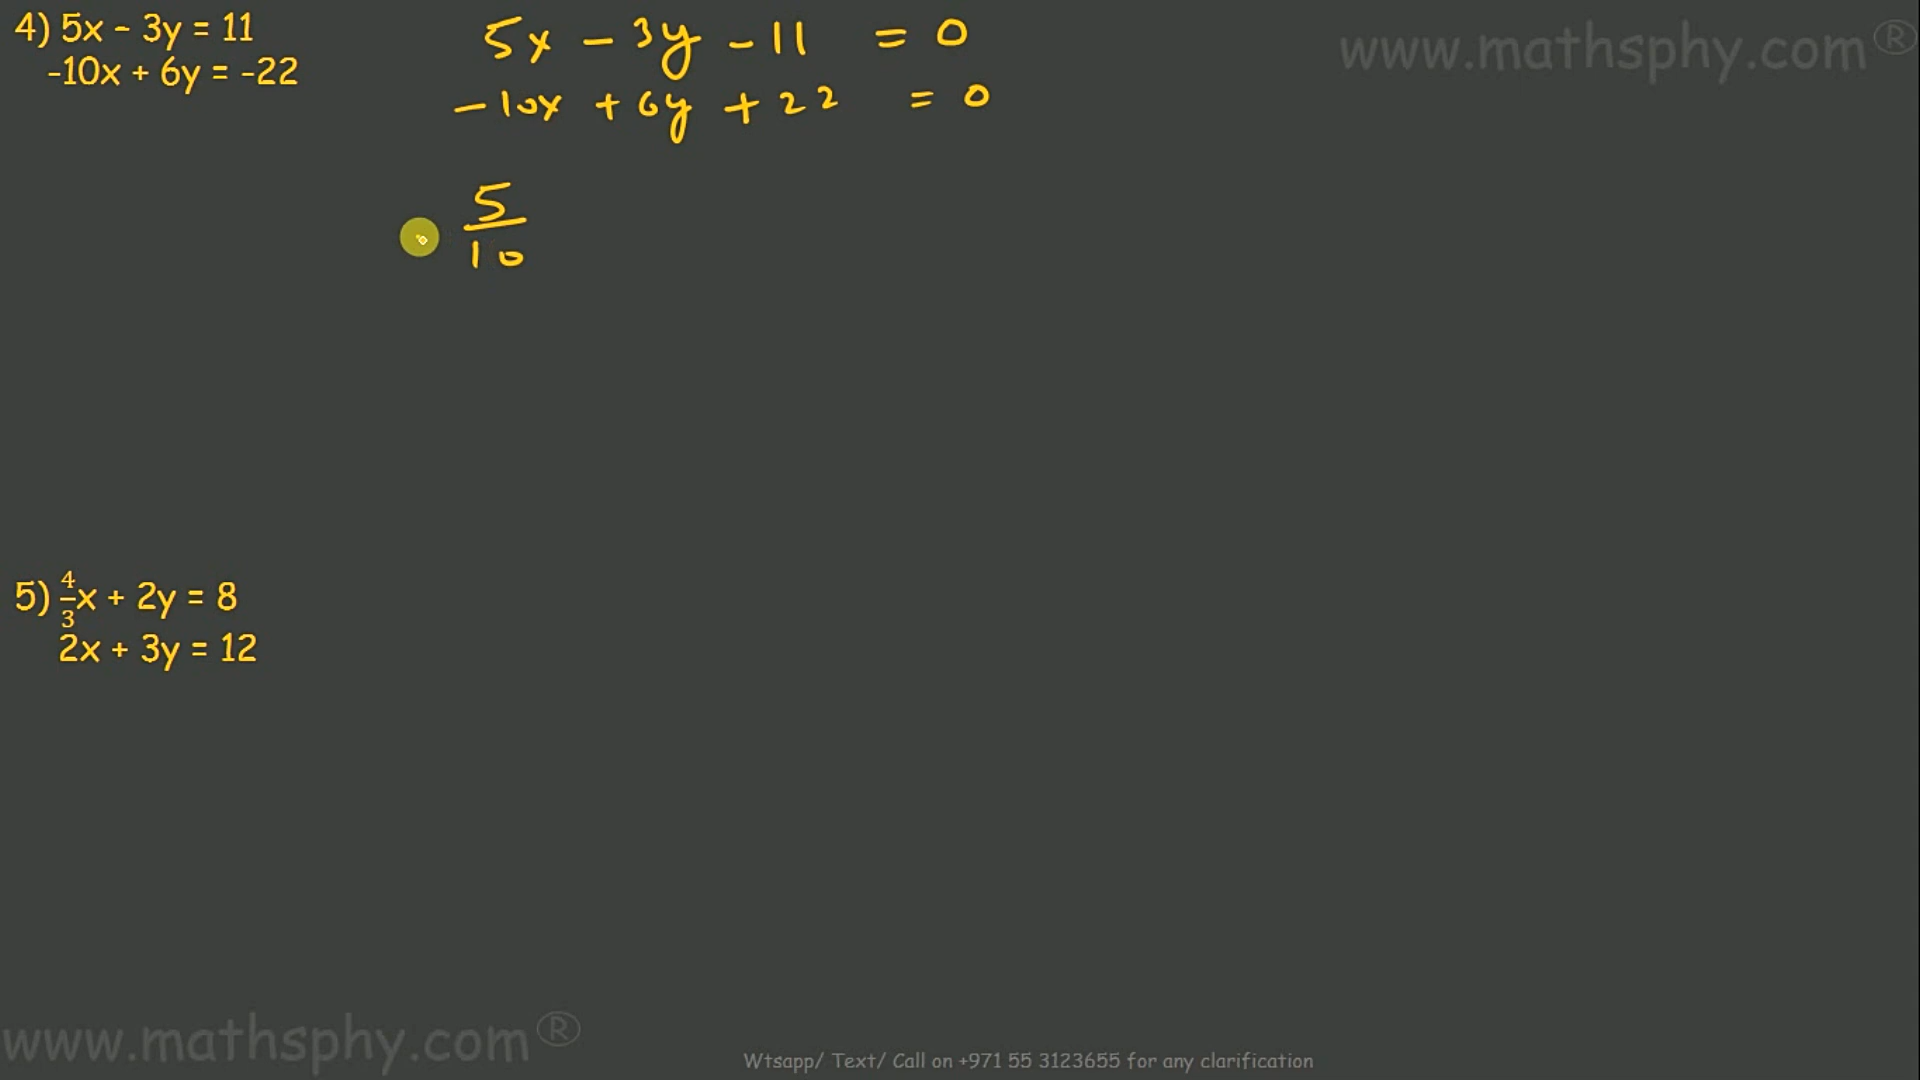 4) 5x - 3y = 11
-10x + 6y = -22
5x - 3y - 11 = 0
-10x + 6y + 22 = 0
5
10
5) 4/3x + 2y = 8
2x + 3y = 12
www.mathsphy.com®
www.mathsphy.com®
Wtsapp/ Text/ Call on +971 55 3123655 for any clarification